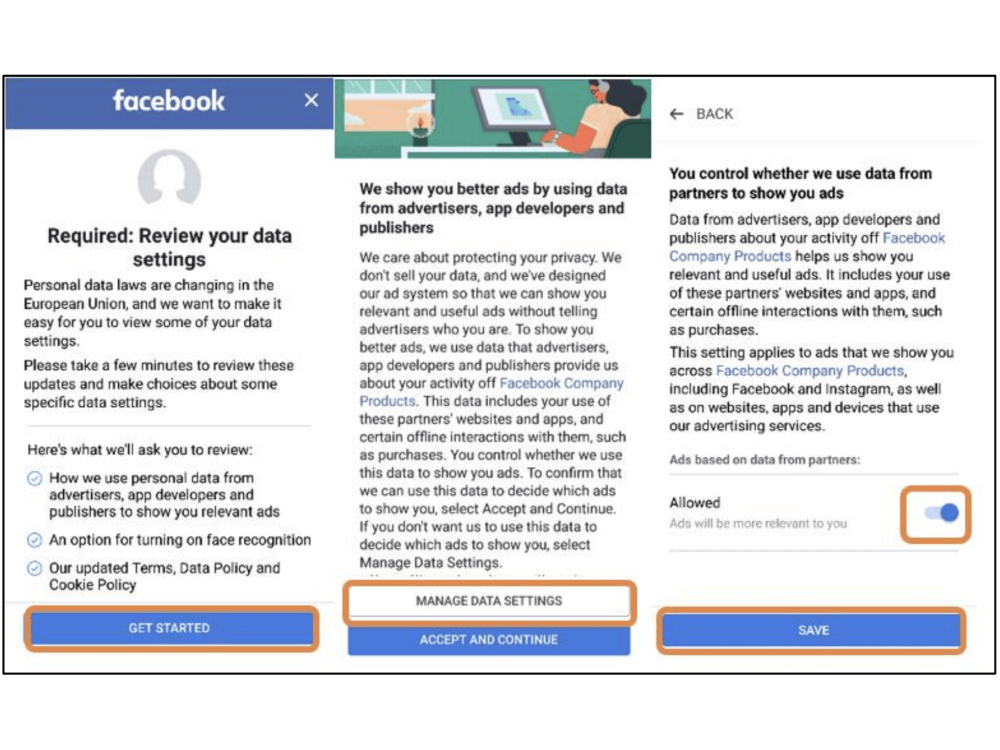 facebook
Required: Review your data
settings
Personal data laws are changing in the
European Union, and we want to make it
easy for you to view some of your data
settings.
Please take a few minutes to review these
updates and make choices about some
specific data settings.
Here's what we'll ask you to review:
How we use personal data from
advertisers, app developers and
publishers to show you relevant ads
An option for turning on face recognition
Our updated Terms, Data Policy and
Cookie Policy
GET STARTED
We show you better ads by using data
from advertisers, app developers and
publishers
We care about protecting your privacy. We
don't sell your data, and we've designed
our ad system so that we can show you
relevant and useful ads without telling
advertisers who you are. To show you
better ads, we use data that advertisers,
app developers and publishers provide us
about your activity off Facebook Company
Products. This data includes your use of
these partners' websites and apps, and
certain offline interactions with them, such
as purchases. You control whether we use
this data to show you ads. To confirm that
we can use this data to decide which ads
to show you, select Accept and Continue.
If you don't want us to use this data to
decide which ads to show you, select
Manage Data Settings.
MANAGE DATA SETTINGS
ACCEPT AND CONTINUE
BACK
You control whether we use data from
partners to show you ads
Data from advertisers, app developers and
publishers about your activity off Facebook
Company Products helps us show you
relevant and useful ads. It includes your use
of these partners' websites and apps, and
certain offline interactions with them, such
as purchases.
This setting applies to ads that we show you
across Facebook Company Products,
including Facebook and Instagram, as well
as on websites, apps and devices that use
our advertising services.
Ads based on data from partners:
Allowed
Ads will be more relevant to you
SAVE